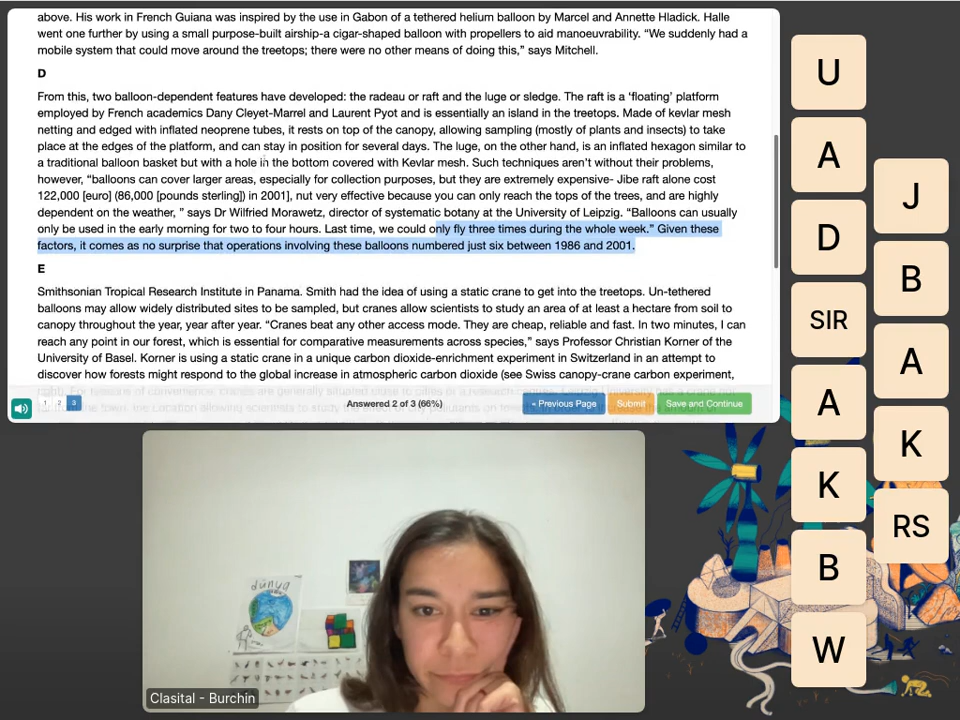 above. His work in French Guiana was inspired by the use in Gabon of a tethered helium balloon by Marcel and Annette Hladick. Halle
went one further by using a small purpose-built airship-a cigar-shaped balloon with propellers to aid manoeuvrability. “We suddenly had a
mobile system that could move around the treetops; there were no other means of doing this,” says Mitchell.
D
From this, two balloon-dependent features have developed: the radeau or raft and the luge or sledge. The raft is a ‘floating’ platform
employed by French academics Dany Cleyet-Marrel and Laurent Pyot and is essentially an island in the treetops. Made of kevlar mesh
netting and edged with inflated neoprene tubes, it rests on top of the canopy, allowing sampling (mostly of plants and insects) to take
place at the edges of the platform, and can stay in position for several days. The luge, on the other hand, is an inflated hexagon similar to
a traditional balloon basket but with a hole in the bottom covered with Kevlar mesh. Such techniques aren’t without their problems,
however, “balloons can cover larger areas, especially for collection purposes, but they are extremely expensive- Jibe raft alone cost
122,000 [euro] (86,000 [pounds sterling]) in 2001], nut very effective because you can only reach the tops of the trees, and are highly
dependent on the weather, ” says Dr Wilfried Morawetz, director of systematic botany at the University of Leipzig. “Balloons can usually
only be used in the early morning for two to four hours. Last time, we could only fly three times during the whole week.” Given these
factors, it comes as no surprise that operations involving these balloons numbered just six between 1986 and 2001.
E
Smithsonian Tropical Research Institute in Panama. Smith had the idea of using a static crane to get into the treetops. Un-tethered
balloons may allow widely distributed sites to be sampled, but cranes allow scientists to study an area of at least a hectare from soil to
canopy throughout the year, year after year. “Cranes beat any other access mode. They are cheap, reliable and fast. In two minutes, I can
reach any point in our forest, which is essential for comparative measurements across species,” says Professor Christian Korner of the
University of Basel. Korner is using a static crane in a unique carbon dioxide-enrichment experiment in Switzerland in an attempt to
discover how forests might respond to the global increase in atmospheric carbon dioxide (see Swiss canopy-crane carbon experiment,
1 2 3
Answered 2 of 3 (66%)
« Previous Page
Submit
Save and Continue
U
A
D
SIR
A
K
B
W
J
B
A
K
RS
dünya
Clasital - Burchin